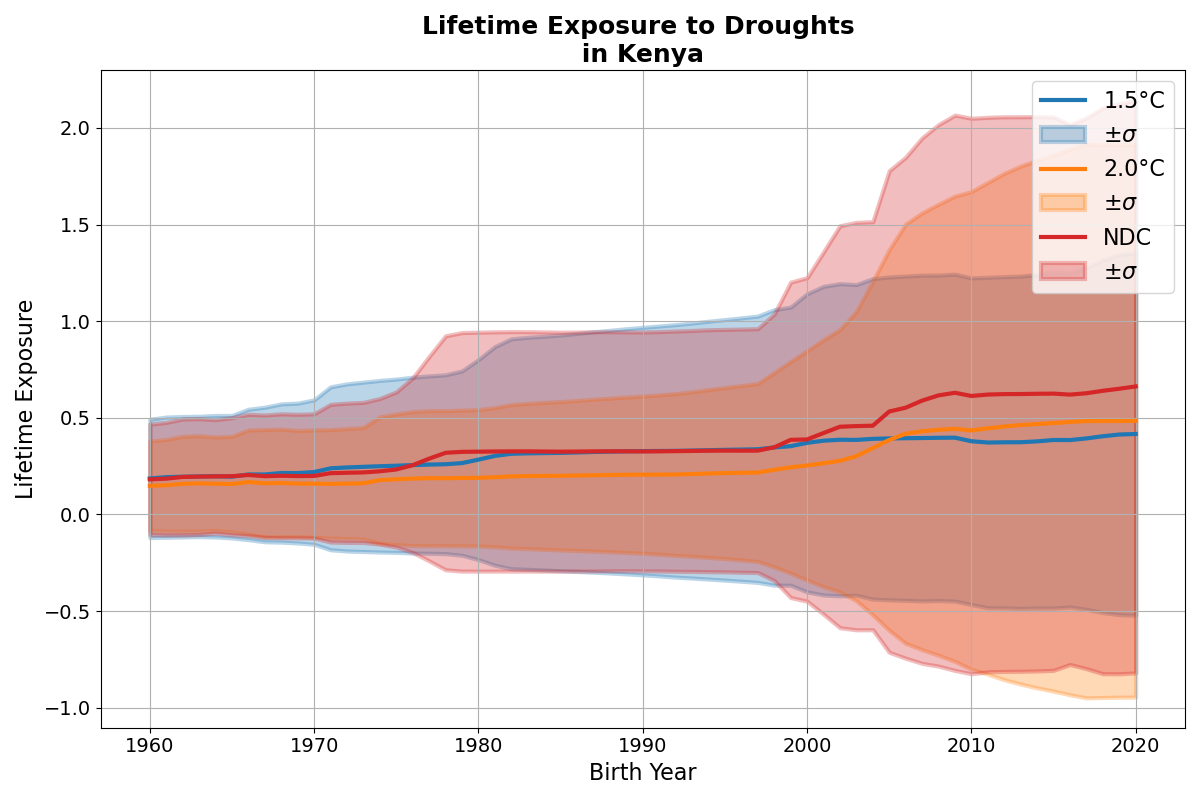 Lifetime Exposure to Droughts
in Kenya
2.0
1.5
1.0
0.5
0.0
−0.5
−1.0
Lifetime Exposure
1960
1970
1980
1990
2000
2010
2020
Birth Year
1.5°C
±σ
2.0°C
±σ
NDC
±σ